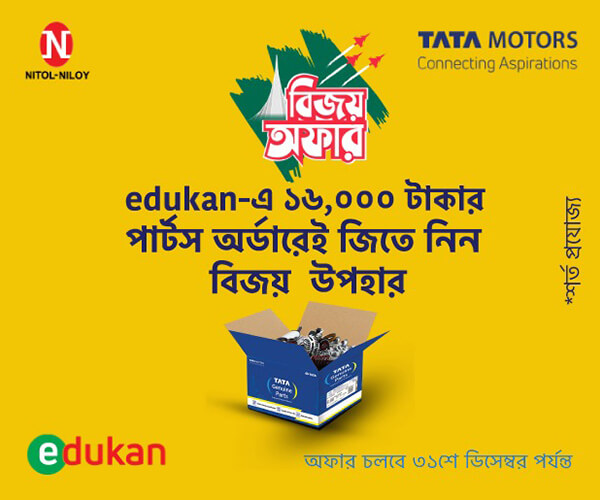 NITOL-NILOY
TATA MOTORS
Connecting Aspirations
বিজয়
অফার
edukan-এ ১৬,০০০ টাকার
পার্টস অর্ডারেই জিতে নিন
বিজয় উপহার
*শর্ত প্রযোজ্য
TATA
Genuine
Parts
edukan
অফার চলবে ৩১শে ডিসেম্বর পর্যন্ত